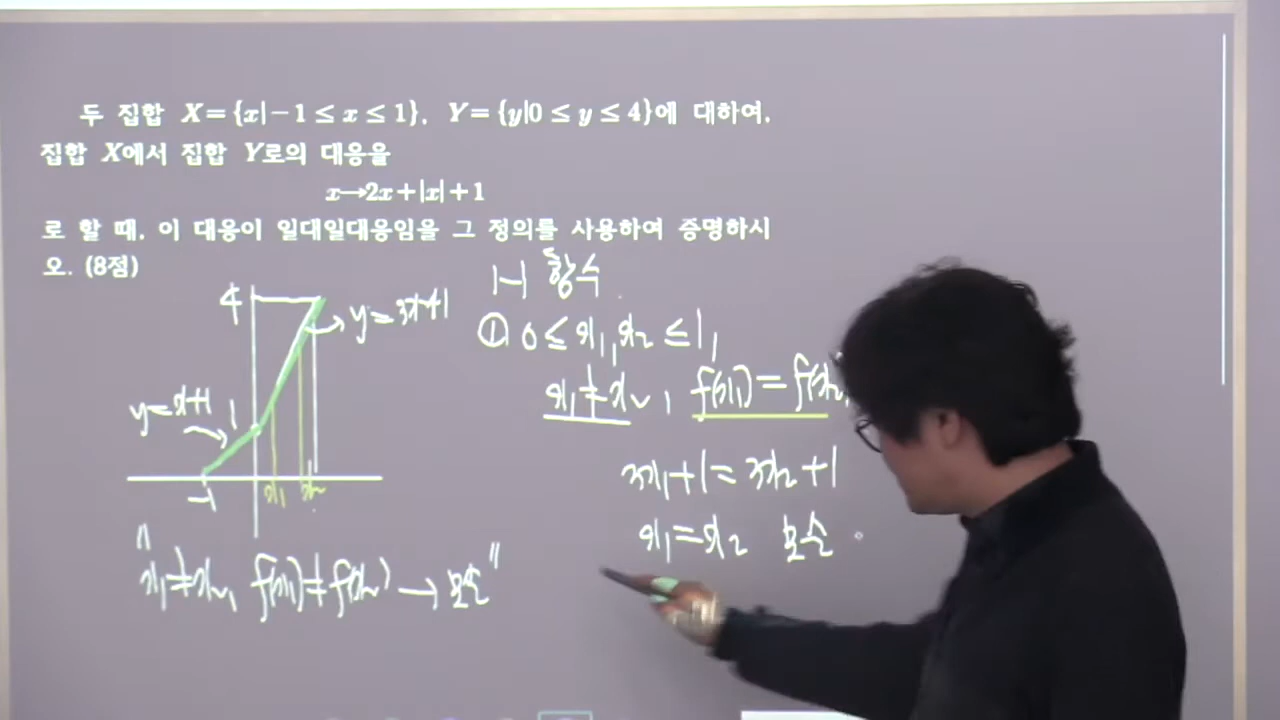 두 집합 X={x|-1≤x≤1}, Y={y|0≤y≤4}에 대하여,
집합 X에서 집합 Y로의 대응을
x→2x+|x|+1
로 할 때, 이 대응이 일대일대응임을 그 정의를 사용하여 증명하시
오. (8점)
4
y=3x+1
y=x+1
1
-1
x₁
x₂
"x₁≠x₂, f(x₁)≠f(x₂) → 모순"
1-1 함수.
① 0≤x₁, x₂≤1,
x₁≠x₂, f(x₁)=f(x₂
3x₁+1=3x₂+1
x₁=x₂ 모순.